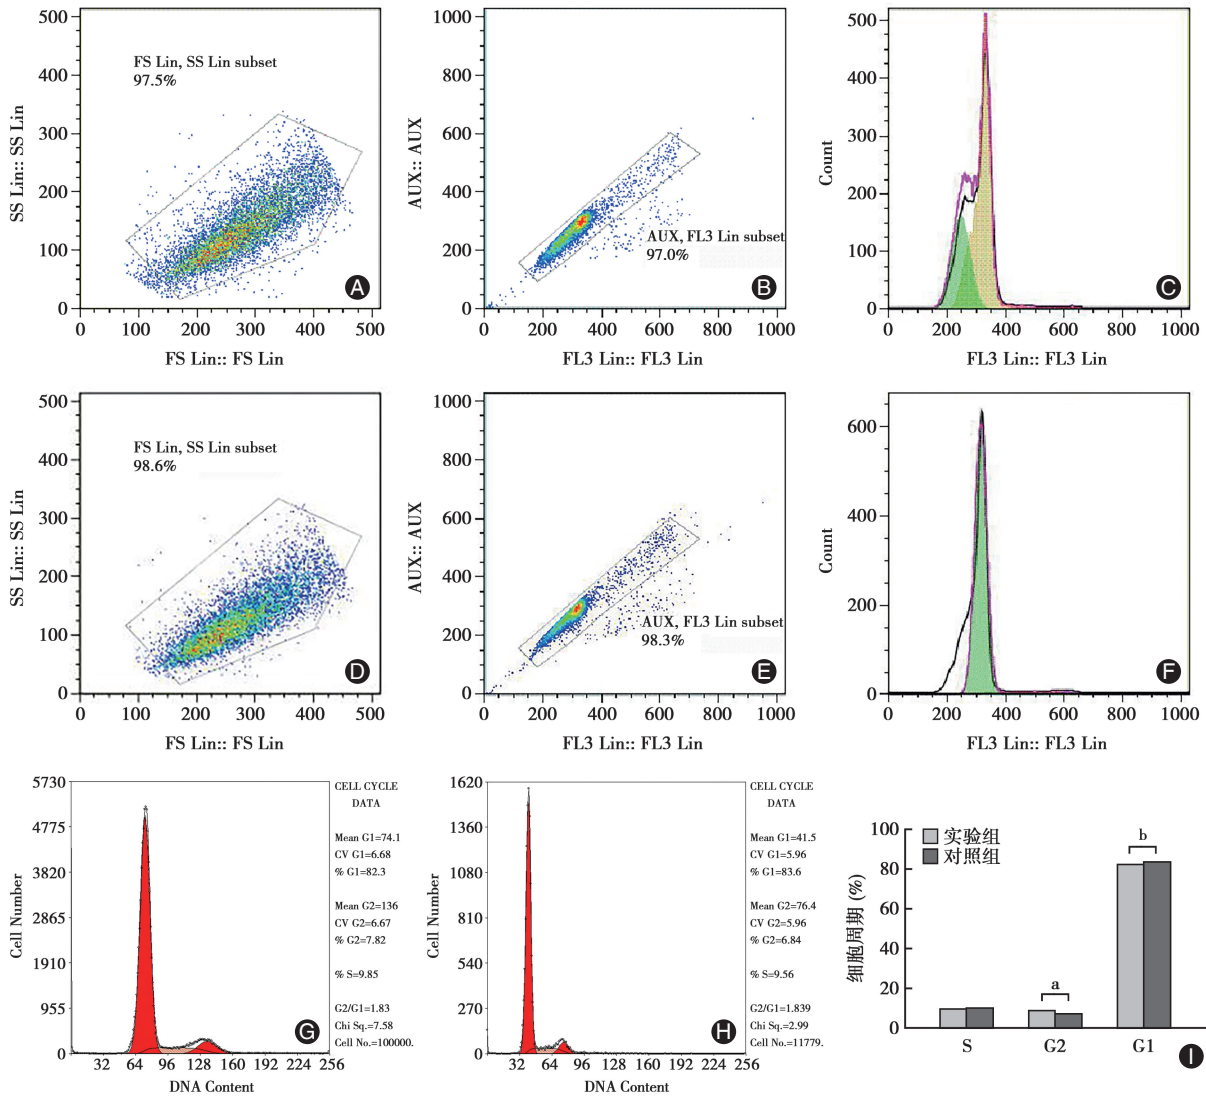 500
400
300
200
100
0
SS Lin:: SS Lin
FS Lin, SS Lin subset
97.5%
A
0 100 200 300 400 500
FS Lin:: FS Lin
1000
800
600
400
200
0
AUX:: AUX
AUX, FL3 Lin subset
97.0%
B
0 200 400 600 800 1000
FL3 Lin:: FL3 Lin
500
400
300
200
100
0
Count
C
0 200 400 600 800 1000
FL3 Lin:: FL3 Lin
500
400
300
200
100
0
SS Lin:: SS Lin
FS Lin, SS Lin subset
98.6%
D
0 100 200 300 400 500
FS Lin:: FS Lin
1000
800
600
400
200
0
AUX:: AUX
AUX, FL3 Lin subset
98.3%
E
0 200 400 600 800 1000
FL3 Lin:: FL3 Lin
600
400
200
0
Count
F
0 200 400 600 800 1000
FL3 Lin:: FL3 Lin
5730
4775
3820
2865
1910
955
0
Cell Number
G
32 64 96 128 160 192 224 256
DNA Content
CELL CYCLE
DATA
Mean G1=74.1
CV G1=6.68
% G1=82.3
Mean G2=136
CV G2=6.67
% G2=7.82
% S=9.85
G2/G1=1.83
Chi Sq.=7.58
Cell No.=100000.
1620
1360
1080
810
540
270
0
Cell Number
H
32 64 96 128 160 192 224 256
DNA Content
CELL CYCLE
DATA
Mean G1=41.5
CV G1=5.96
% G1=83.6
Mean G2=76.4
CV G2=5.96
% G2=6.84
% S=9.56
G2/G1=1.839
Chi Sq.=2.99
Cell No.=11779.
100
80
60
40
20
0
细胞周期 (%)
实验组
对照组
a
b
S G2 G1
I